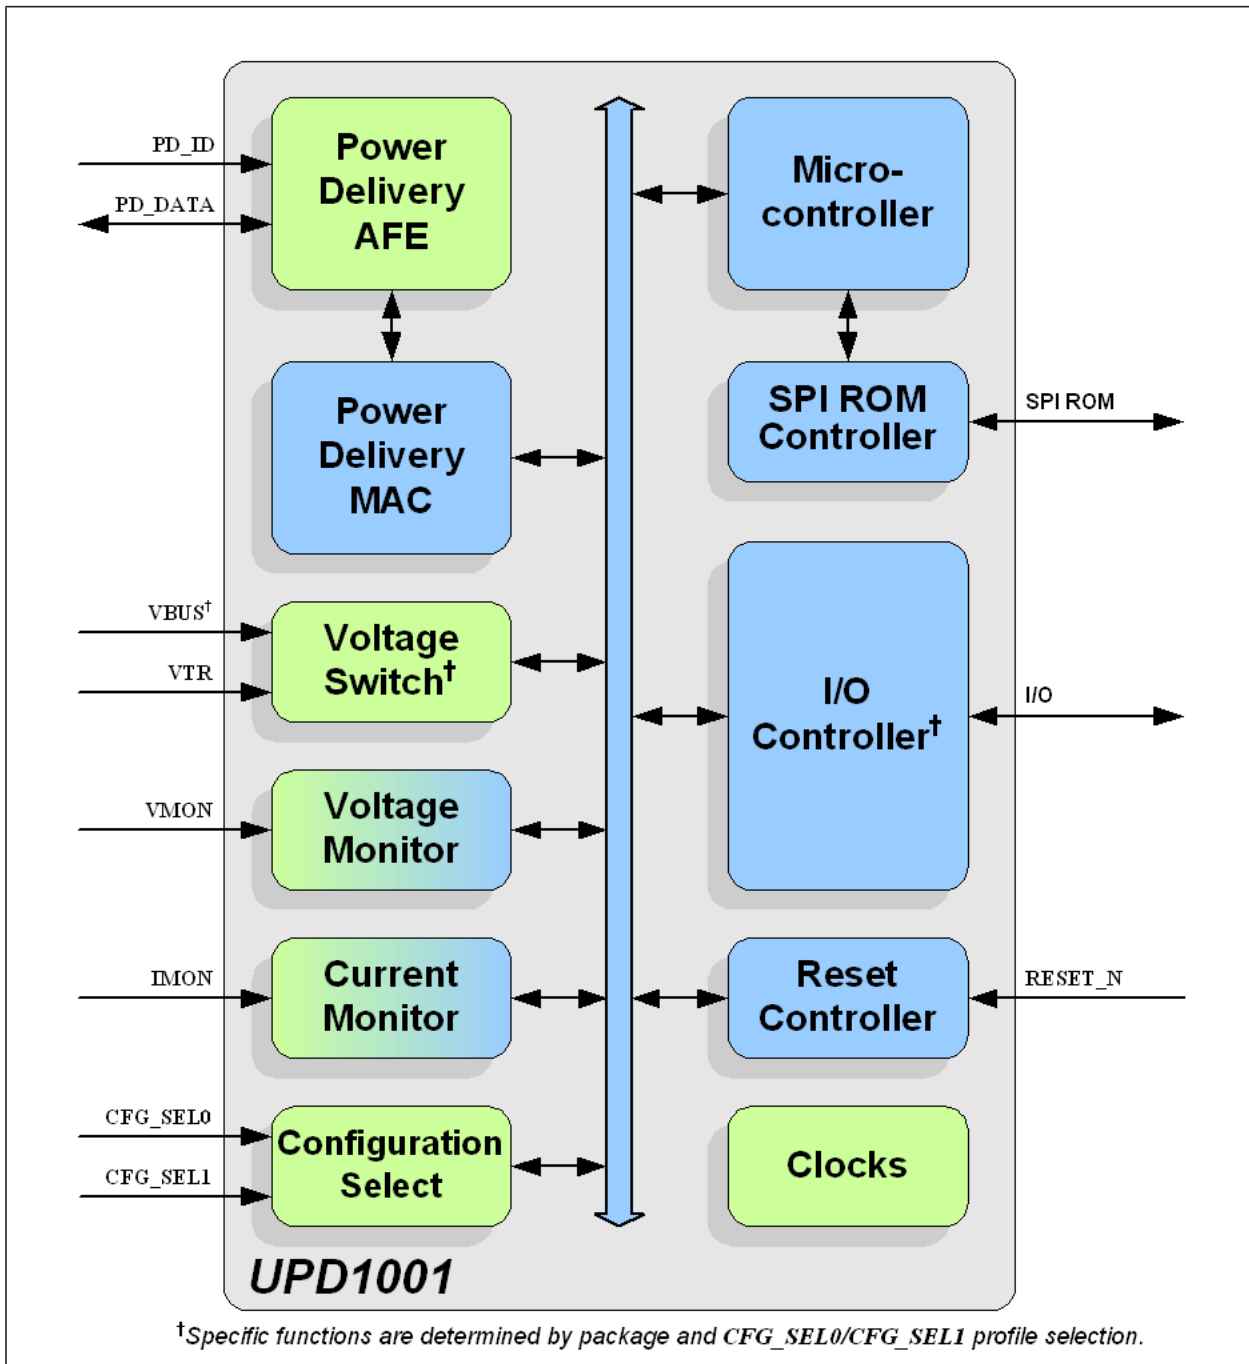 PD_ID
PD_DATA
Power
Delivery
AFE
Micro-
controller
Power
Delivery
MAC
SPI ROM
Controller
SPI ROM
VBUS†
VTR
Voltage
Switch†
I/O
Controller†
I/O
VMON
Voltage
Monitor
IMON
Current
Monitor
Reset
Controller
RESET_N
CFG_SEL0
CFG_SEL1
Configuration
Select
Clocks
UPD1001
†Specific functions are determined by package and CFG_SEL0/CFG_SEL1 profile selection.